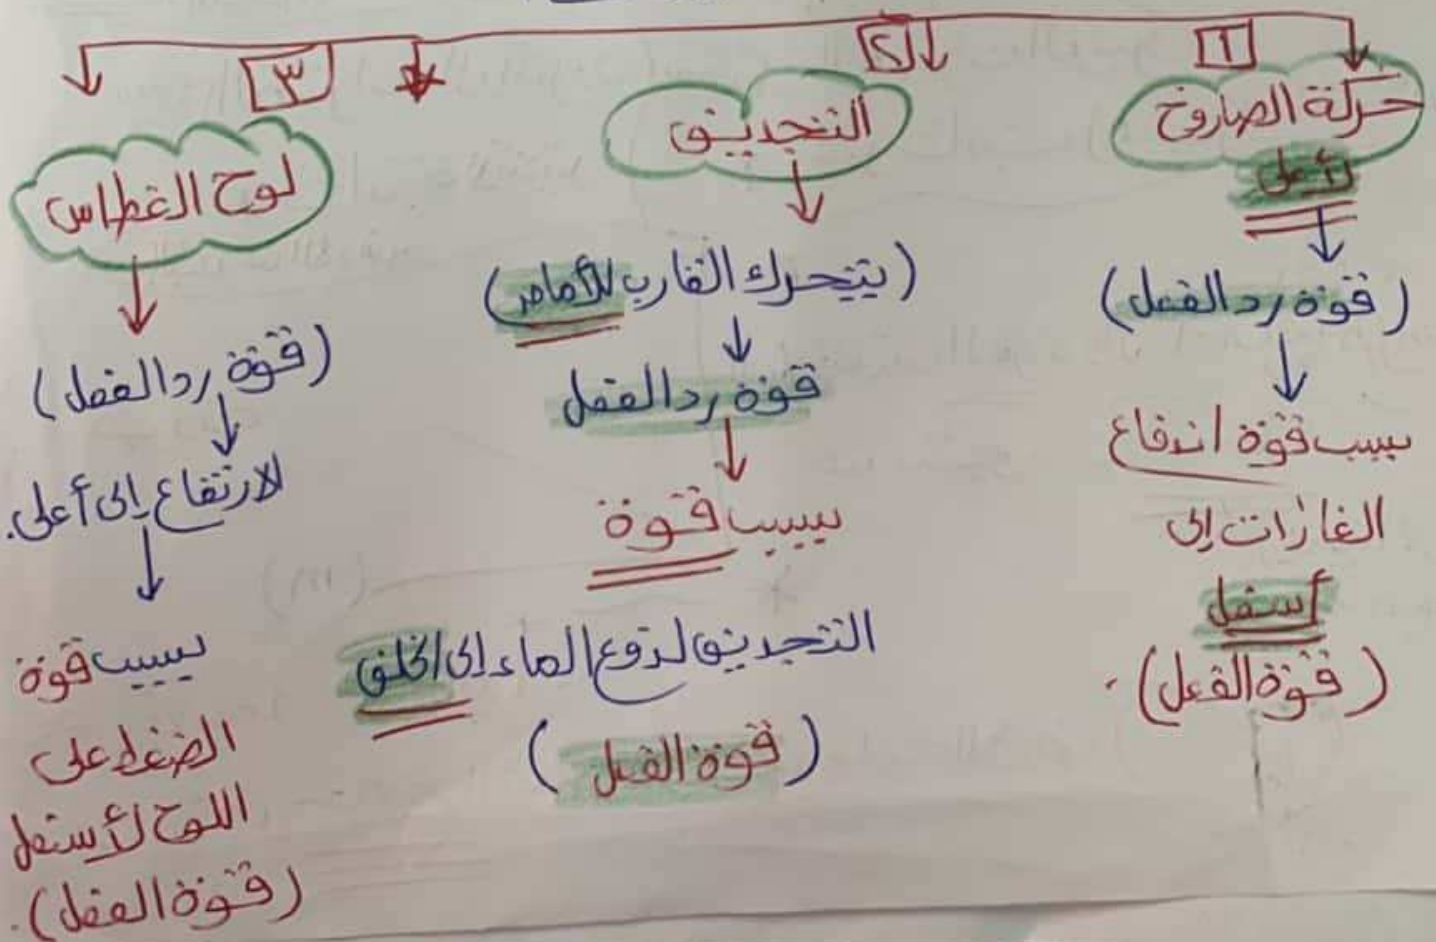 ١
حركة الصاروخ
لأعلى
(قوة رد الفعل)
بسبب قوة اندفاع
الغازات إلى
أسفل
(قوة الفعل).
٢
التجديف
(يتحرك القارب للأمام)
قوة رد الفعل
بسبب قوة
التجديف لدفع الماء إلى الخلف
(قوة الفعل)
٣
لوح الغطاس
(قوة رد الفعل)
الارتفاع إلى أعلى.
بسبب قوة
الضغط على
اللوح لأسفل
(قوة الفعل).